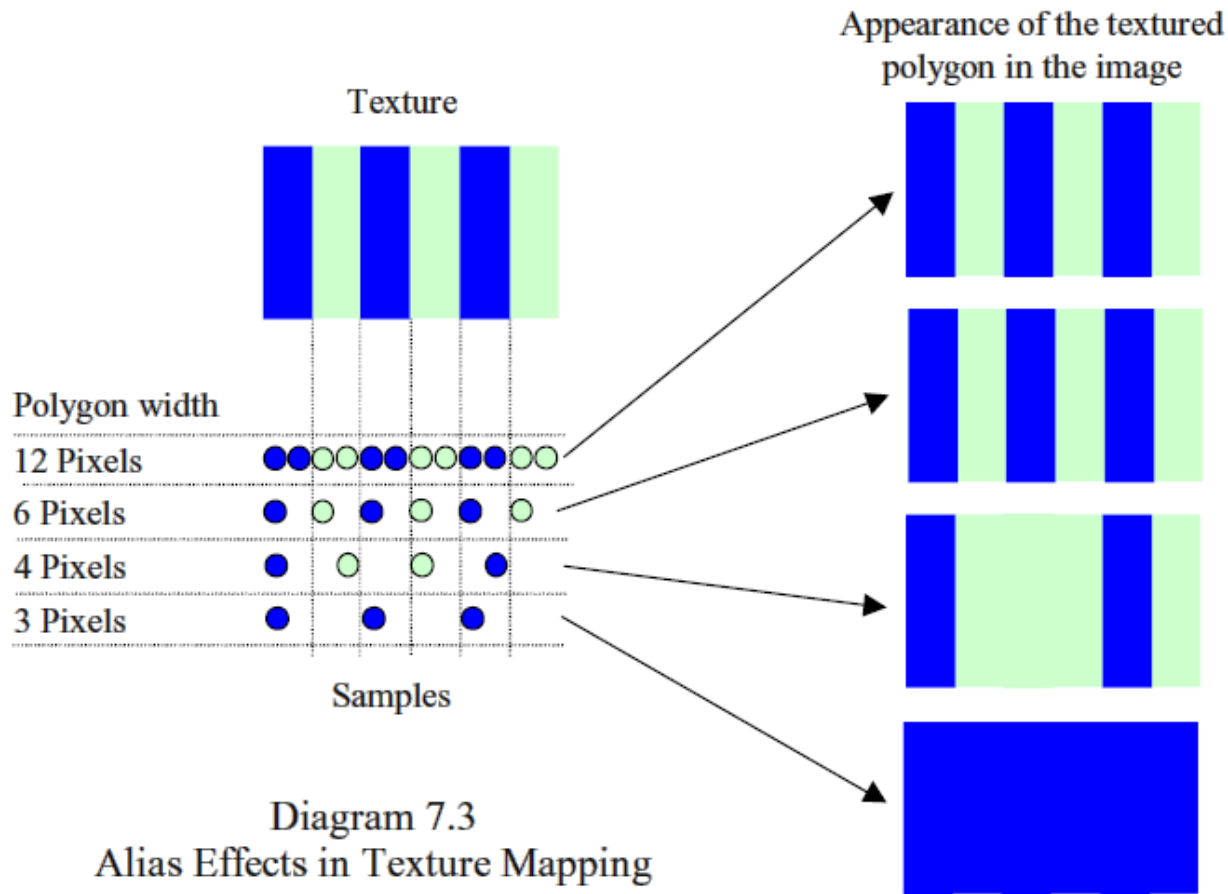 Appearance of the textured
polygon in the image
Texture
Polygon width
12 Pixels
6 Pixels
4 Pixels
3 Pixels
Samples
Diagram 7.3
Alias Effects in Texture Mapping